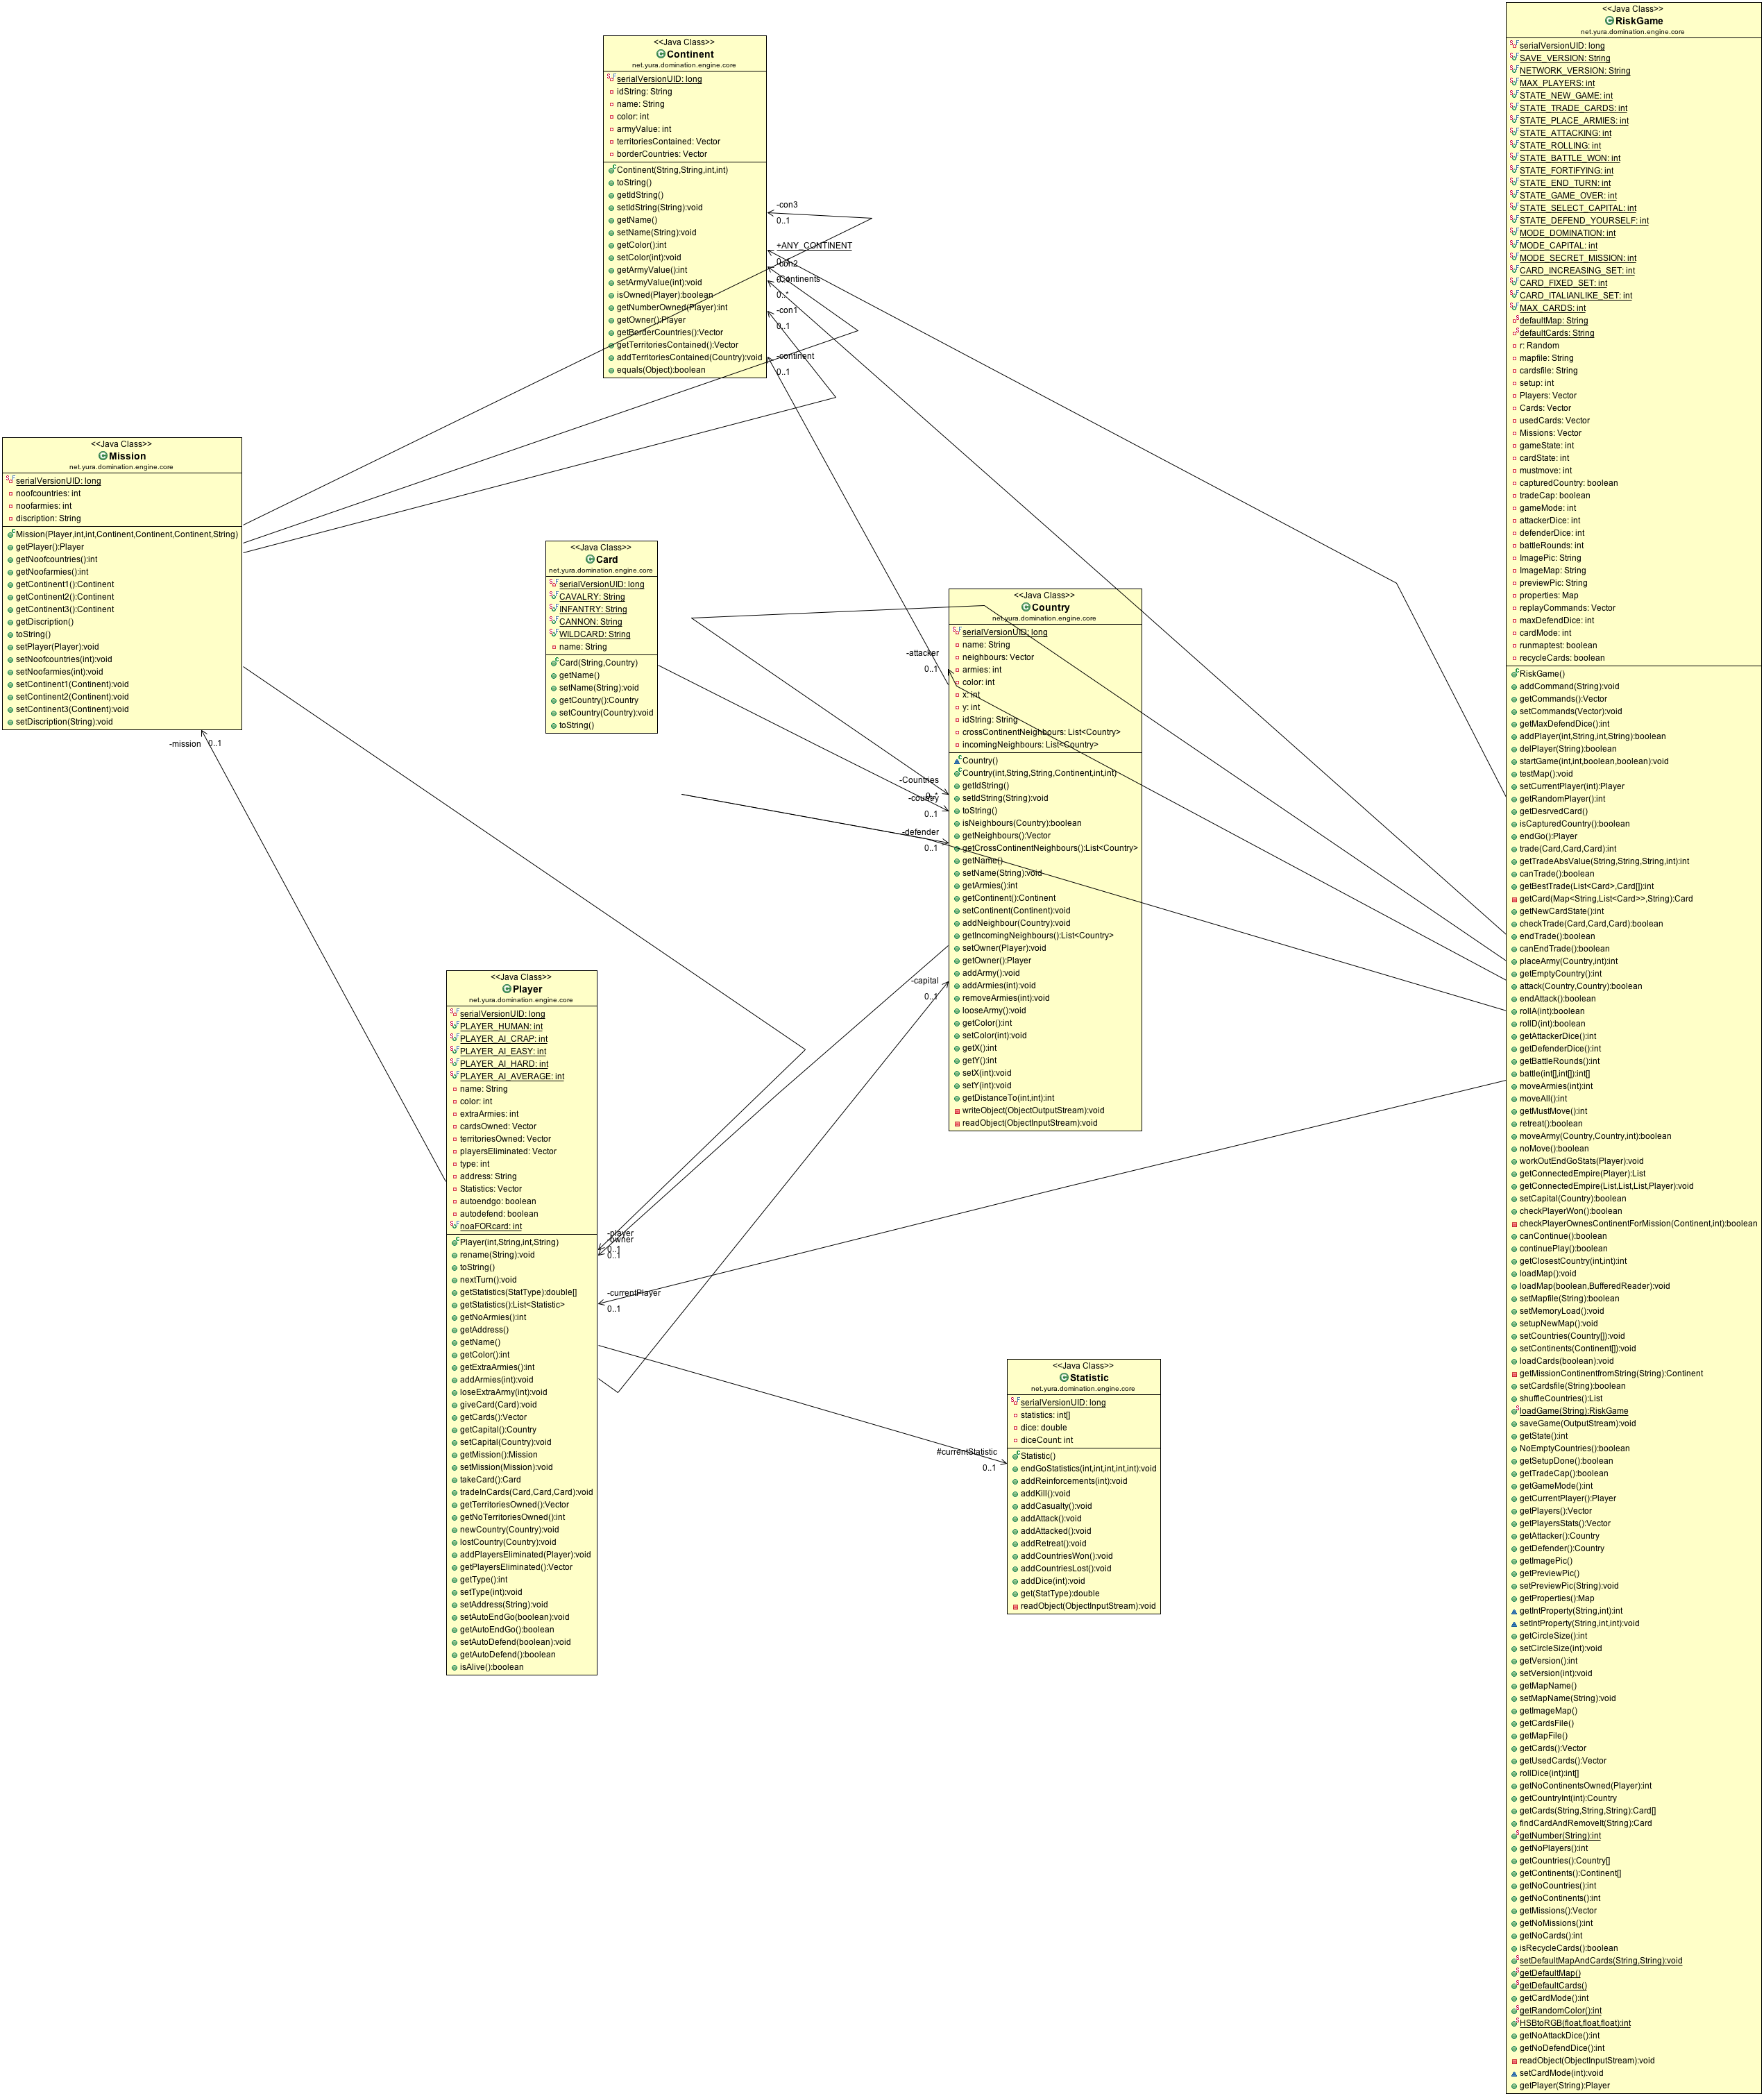 <<Java Class>>
Continent
net.yura.domination.engine.core
serialVersionUID: long
idString: String
name: String
color: int
armyValue: int
territoriesContained: Vector
borderCountries: Vector
Continent(String,String,int,int)
toString()
getIdString()
setIdString(String):void
getName()
setName(String):void
getColor():int
setColor(int):void
getArmyValue():int
setArmyValue(int):void
isOwned(Player):boolean
getNumberOwned(Player):int
getOwner():Player
getBorderCountries():Vector
getTerritoriesContained():Vector
addTerritoriesContained(Country):void
equals(Object):boolean
-con3
0..1
+ANY_CONTINENT
0..1
-con2
0..1
-Continents
0..*
-con1
0..1
-continent
0..1
<<Java Class>>
Mission
net.yura.domination.engine.core
serialVersionUID: long
noofcountries: int
noofarmies: int
discription: String
Mission(Player,int,int,Continent,Continent,Continent,String)
getPlayer():Player
getNoofcountries():int
getNoofarmies():int
getContinent1():Continent
getContinent2():Continent
getContinent3():Continent
getDiscription()
toString()
setPlayer(Player):void
setNoofcountries(int):void
setNoofarmies(int):void
setContinent1(Continent):void
setContinent2(Continent):void
setContinent3(Continent):void
setDiscription(String):void
-mission
0..1
<<Java Class>>
Card
net.yura.domination.engine.core
serialVersionUID: long
CAVALRY: String
INFANTRY: String
CANNON: String
WILDCARD: String
name: String
Card(String,Country)
getName()
setName(String):void
getCountry():Country
setCountry(Country):void
toString()
<<Java Class>>
Country
net.yura.domination.engine.core
serialVersionUID: long
name: String
neighbours: Vector
armies: int
color: int
x: int
y: int
idString: String
crossContinentNeighbours: List<Country>
incomingNeighbours: List<Country>
Country()
Country(int,String,String,Continent,int,int)
getIdString()
setIdString(String):void
toString()
isNeighbours(Country):boolean
getNeighbours():Vector
getCrossContinentNeighbours():List<Country>
getName()
setName(String):void
getArmies():int
getContinent():Continent
setContinent(Continent):void
addNeighbour(Country):void
getIncomingNeighbours():List<Country>
setOwner(Player):void
getOwner():Player
addArmy():void
addArmies(int):void
removeArmies(int):void
looseArmy():void
getColor():int
setColor(int):void
getX():int
getY():int
setX(int):void
setY(int):void
getDistanceTo(int,int):int
writeObject(ObjectOutputStream):void
readObject(ObjectInputStream):void
-attacker
0..1
-Countries
0..*
-country
0..1
-defender
0..1
-capital
0..1
<<Java Class>>
Player
net.yura.domination.engine.core
serialVersionUID: long
PLAYER_HUMAN: int
PLAYER_AI_CRAP: int
PLAYER_AI_EASY: int
PLAYER_AI_HARD: int
PLAYER_AI_AVERAGE: int
name: String
color: int
extraArmies: int
cardsOwned: Vector
territoriesOwned: Vector
playersEliminated: Vector
type: int
address: String
Statistics: Vector
autoendgo: boolean
autodefend: boolean
noaFORcard: int
Player(int,String,int,String)
rename(String):void
toString()
nextTurn():void
getStatistics(StatType):double[]
getStatistics():List<Statistic>
getNoArmies():int
getAddress()
getName()
getColor():int
getExtraArmies():int
addArmies(int):void
loseExtraArmy(int):void
giveCard(Card):void
getCards():Vector
getCapital():Country
setCapital(Country):void
getMission():Mission
setMission(Mission):void
takeCard():Card
tradeInCards(Card,Card,Card):void
getTerritoriesOwned():Vector
getNoTerritoriesOwned():int
newCountry(Country):void
lostCountry(Country):void
addPlayersEliminated(Player):void
getPlayersEliminated():Vector
getType():int
setType(int):void
setAddress(String):void
setAutoEndGo(boolean):void
getAutoEndGo():boolean
setAutoDefend(boolean):void
getAutoDefend():boolean
isAlive():boolean
-player
0..1
-owner
0..1
-currentPlayer
0..1
<<Java Class>>
Statistic
net.yura.domination.engine.core
serialVersionUID: long
statistics: int[]
dice: double
diceCount: int
Statistic()
endGoStatistics(int,int,int,int,int):void
addReinforcements(int):void
addKill():void
addCasualty():void
addAttack():void
addAttacked():void
addRetreat():void
addCountriesWon():void
addCountriesLost():void
addDice(int):void
get(StatType):double
readObject(ObjectInputStream):void
#currentStatistic
0..1
<<Java Class>>
RiskGame
net.yura.domination.engine.core
serialVersionUID: long
SAVE_VERSION: String
NETWORK_VERSION: String
MAX_PLAYERS: int
STATE_NEW_GAME: int
STATE_TRADE_CARDS: int
STATE_PLACE_ARMIES: int
STATE_ATTACKING: int
STATE_ROLLING: int
STATE_BATTLE_WON: int
STATE_FORTIFYING: int
STATE_END_TURN: int
STATE_GAME_OVER: int
STATE_SELECT_CAPITAL: int
STATE_DEFEND_YOURSELF: int
MODE_DOMINATION: int
MODE_CAPITAL: int
MODE_SECRET_MISSION: int
CARD_INCREASING_SET: int
CARD_FIXED_SET: int
CARD_ITALIANLIKE_SET: int
MAX_CARDS: int
defaultMap: String
defaultCards: String
r: Random
mapfile: String
cardsfile: String
setup: int
Players: Vector
Cards: Vector
usedCards: Vector
Missions: Vector
gameState: int
cardState: int
mustmove: int
capturedCountry: boolean
tradeCap: boolean
gameMode: int
attackerDice: int
defenderDice: int
battleRounds: int
ImagePic: String
ImageMap: String
previewPic: String
properties: Map
replayCommands: Vector
maxDefendDice: int
cardMode: int
runmaptest: boolean
recycleCards: boolean
RiskGame()
addCommand(String):void
getCommands():Vector
setCommands(Vector):void
getMaxDefendDice():int
addPlayer(int,String,int,String):boolean
delPlayer(String):boolean
startGame(int,int,boolean,boolean):void
testMap():void
setCurrentPlayer(int):Player
getRandomPlayer():int
getDesrvedCard()
isCapturedCountry():boolean
endGo():Player
trade(Card,Card,Card):int
getTradeAbsValue(String,String,String,int):int
canTrade():boolean
getBestTrade(List<Card>,Card[]):int
getCard(Map<String,List<Card>>,String):Card
getNewCardState():int
checkTrade(Card,Card,Card):boolean
endTrade():boolean
canEndTrade():boolean
placeArmy(Country,int):int
getEmptyCountry():int
attack(Country,Country):boolean
endAttack():boolean
rollA(int):boolean
rollD(int):boolean
getAttackerDice():int
getDefenderDice():int
getBattleRounds():int
battle(int[],int[]):int[]
moveArmies(int):int
moveAll():int
getMustMove():int
retreat():boolean
moveArmy(Country,Country,int):boolean
noMove():boolean
workOutEndGoStats(Player):void
getConnectedEmpire(Player):List
getConnectedEmpire(List,List,List,Player):void
setCapital(Country):boolean
checkPlayerWon():boolean
checkPlayerOwnesContinentForMission(Continent,int):boolean
canContinue():boolean
continuePlay():boolean
getClosestCountry(int,int):int
loadMap():void
loadMap(boolean,BufferedReader):void
setMapfile(String):boolean
setMemoryLoad():void
setupNewMap():void
setCountries(Country[]):void
setContinents(Continent[]):void
loadCards(boolean):void
getMissionContinentfromString(String):Continent
setCardsfile(String):boolean
shuffleCountries():List
loadGame(String):RiskGame
saveGame(OutputStream):void
getState():int
NoEmptyCountries():boolean
getSetupDone():boolean
getTradeCap():boolean
getGameMode():int
getCurrentPlayer():Player
getPlayers():Vector
getPlayersStats():Vector
getAttacker():Country
getDefender():Country
getImagePic()
getPreviewPic()
setPreviewPic(String):void
getProperties():Map
getIntProperty(String,int):int
setIntProperty(String,int,int):void
getCircleSize():int
setCircleSize(int):void
getVersion():int
setVersion(int):void
getMapName()
setMapName(String):void
getImageMap()
getCardsFile()
getMapFile()
getCards():Vector
getUsedCards():Vector
rollDice(int):int[]
getNoContinentsOwned(Player):int
getCountryInt(int):Country
getCards(String,String,String):Card[]
findCardAndRemoveIt(String):Card
getNumber(String):int
getNoPlayers():int
getCountries():Country[]
getContinents():Continent[]
getNoCountries():int
getNoContinents():int
getMissions():Vector
getNoMissions():int
getNoCards():int
isRecycleCards():boolean
setDefaultMapAndCards(String,String):void
getDefaultMap()
getDefaultCards()
getCardMode():int
getRandomColor():int
HSBtoRGB(float,float,float):int
getNoAttackDice():int
getNoDefendDice():int
readObject(ObjectInputStream):void
setCardMode(int):void
getPlayer(String):Player